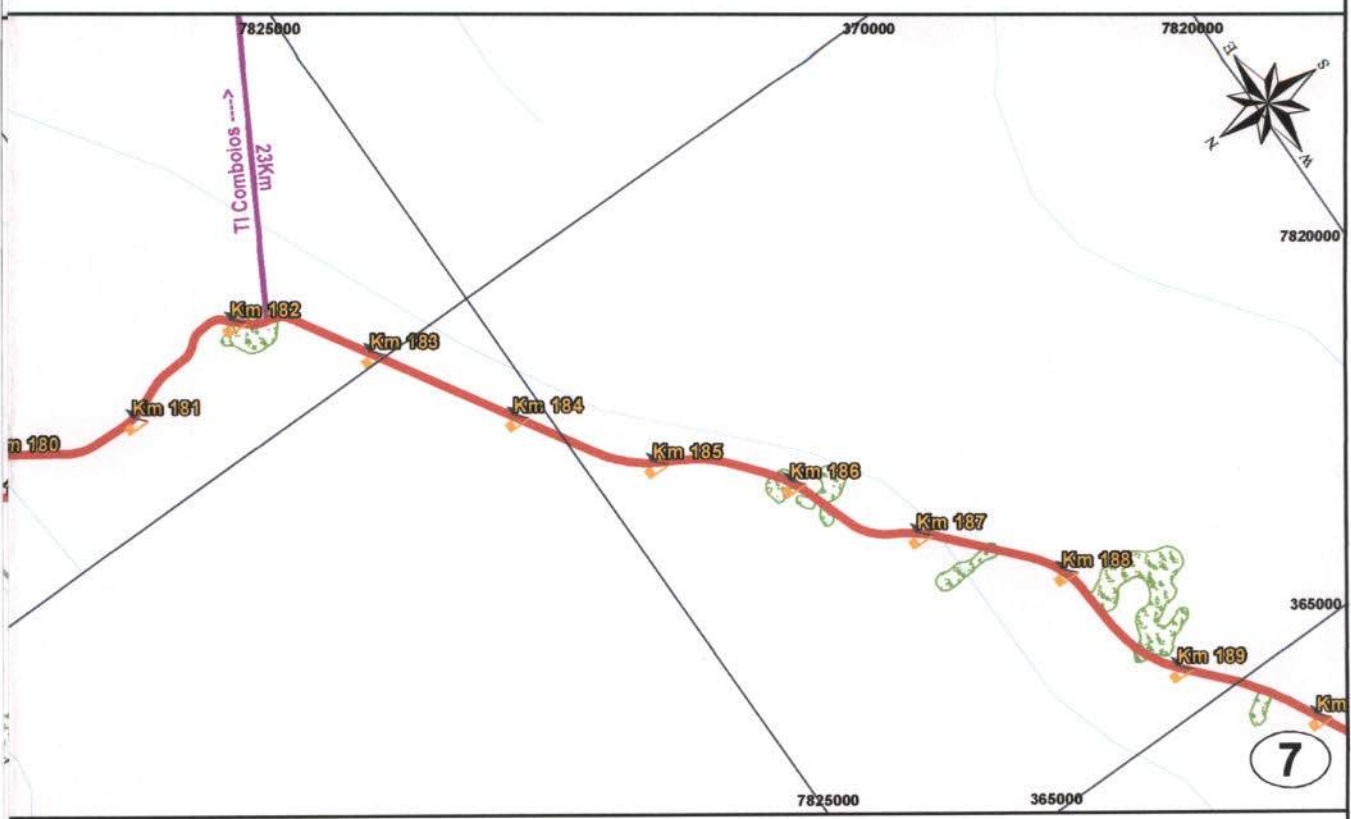 7825000
370000
7820000
E
S
N
W
TI Comboios ---->
23Km
7820000
Km 182
Km 183
Km 181
Km 184
m 180
Km 185
Km 186
Km 187
Km 188
365000
Km 189
Km
7
7825000
365000